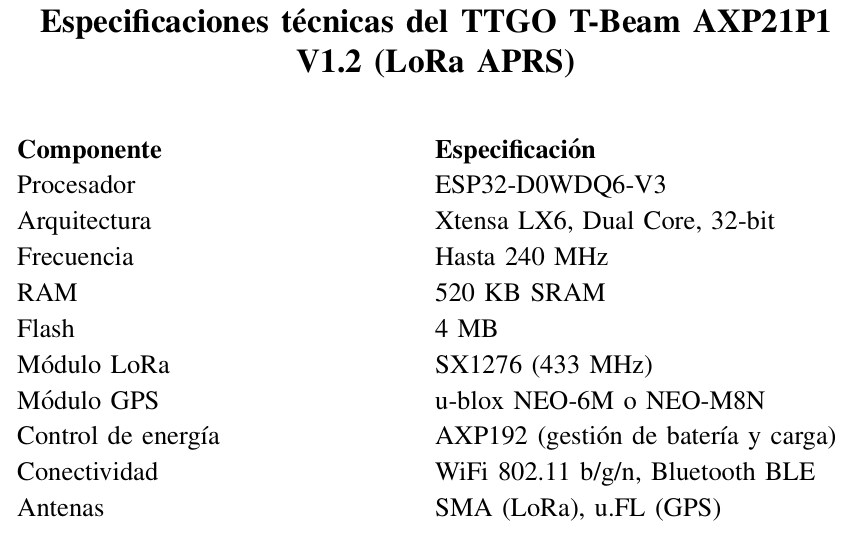 Especificaciones técnicas del TTGO T-Beam AXP21P1
V1.2 (LoRa APRS)
Componente Especificación
Procesador ESP32-D0WDQ6-V3
Arquitectura Xtensa LX6, Dual Core, 32-bit
Frecuencia Hasta 240 MHz
RAM 520 KB SRAM
Flash 4 MB
Módulo LoRa SX1276 (433 MHz)
Módulo GPS u-blox NEO-6M o NEO-M8N
Control de energía AXP192 (gestión de batería y carga)
Conectividad WiFi 802.11 b/g/n, Bluetooth BLE
Antenas SMA (LoRa), u.FL (GPS)